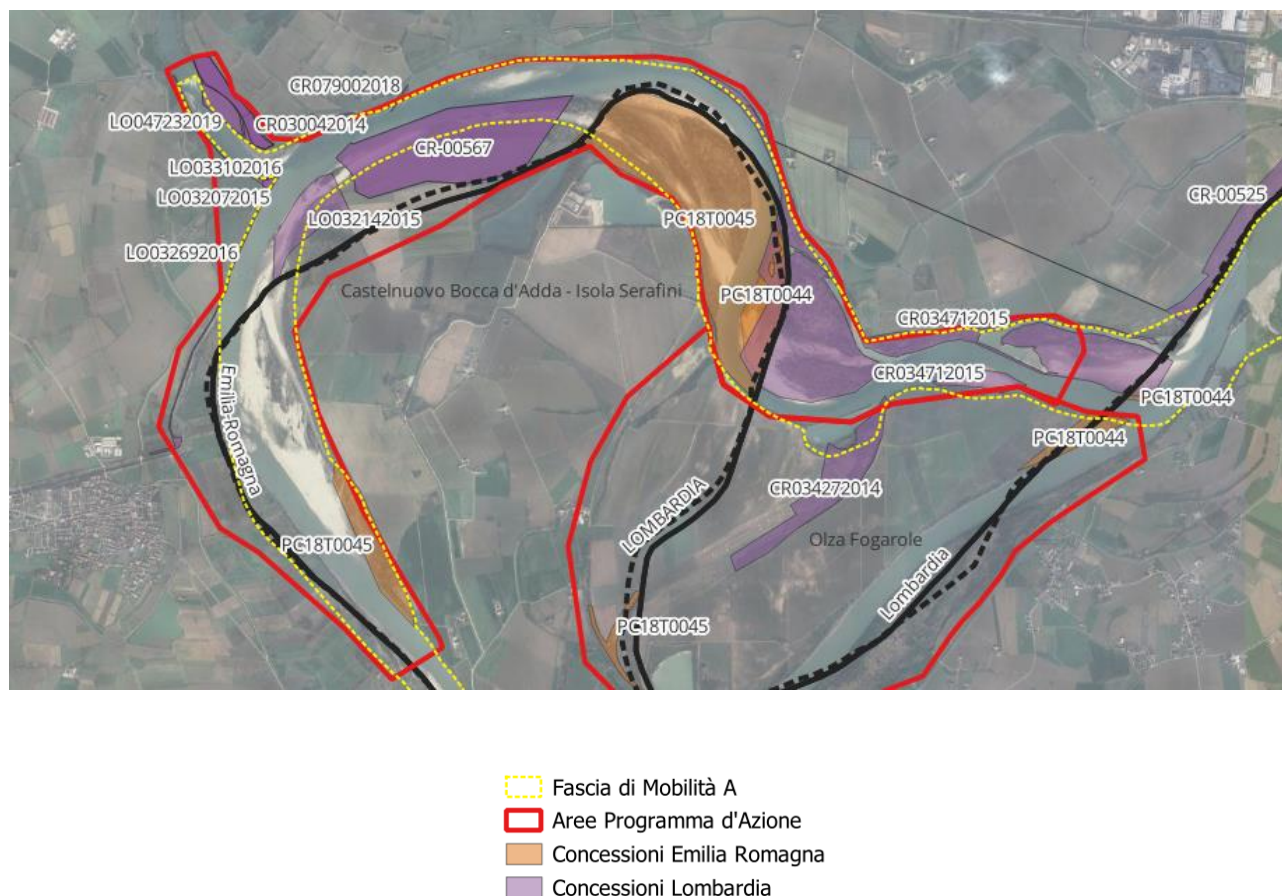 CR079002018
LO047232019
CR030042014
CR-00567
LO033102016
LO032072015
CR-00525
LO032142015
PC18T0045
LO032692016
Castelnuovo Bocca d'Adda - Isola Serafini
PC18T0044
CR034712015
CR034712015
Emilia-Romagna
PC18T0044
PC18T0044
CR034272014
LOMBARDIA
PC18T0045
Olza Fogarole
Lombardia
PC18T0045
Fascia di Mobilità A
Aree Programma d'Azione
Concessioni Emilia Romagna
Concessioni Lombardia